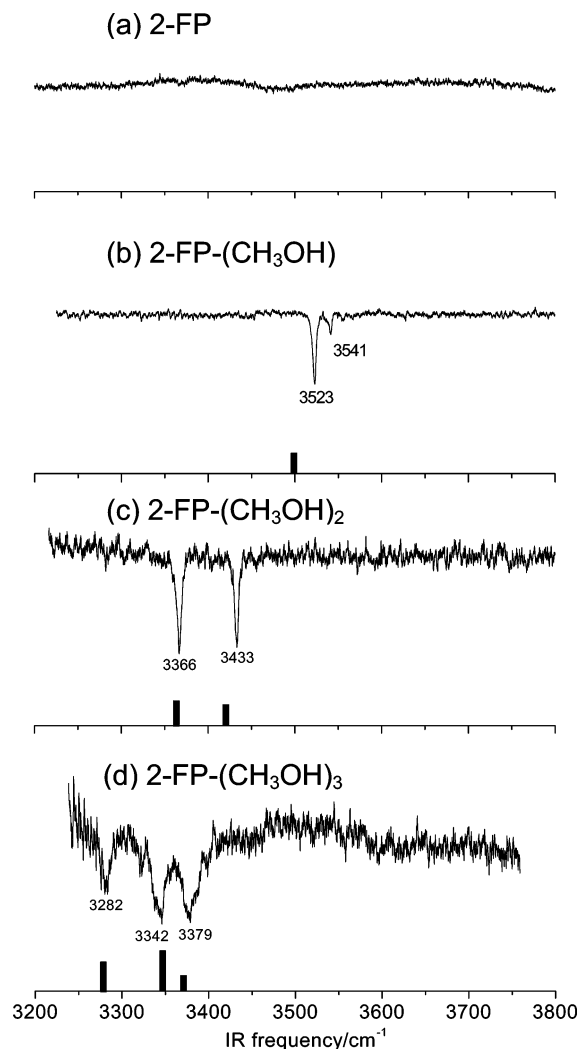 (a) 2-FP
(b) 2-FP-(CH₃OH)
3541
3523
(c) 2-FP-(CH₃OH)₂
3366
3433
(d) 2-FP-(CH₃OH)₃
3282
3342 3379
3200 3300 3400 3500 3600 3700 3800
IR frequency/cm⁻¹